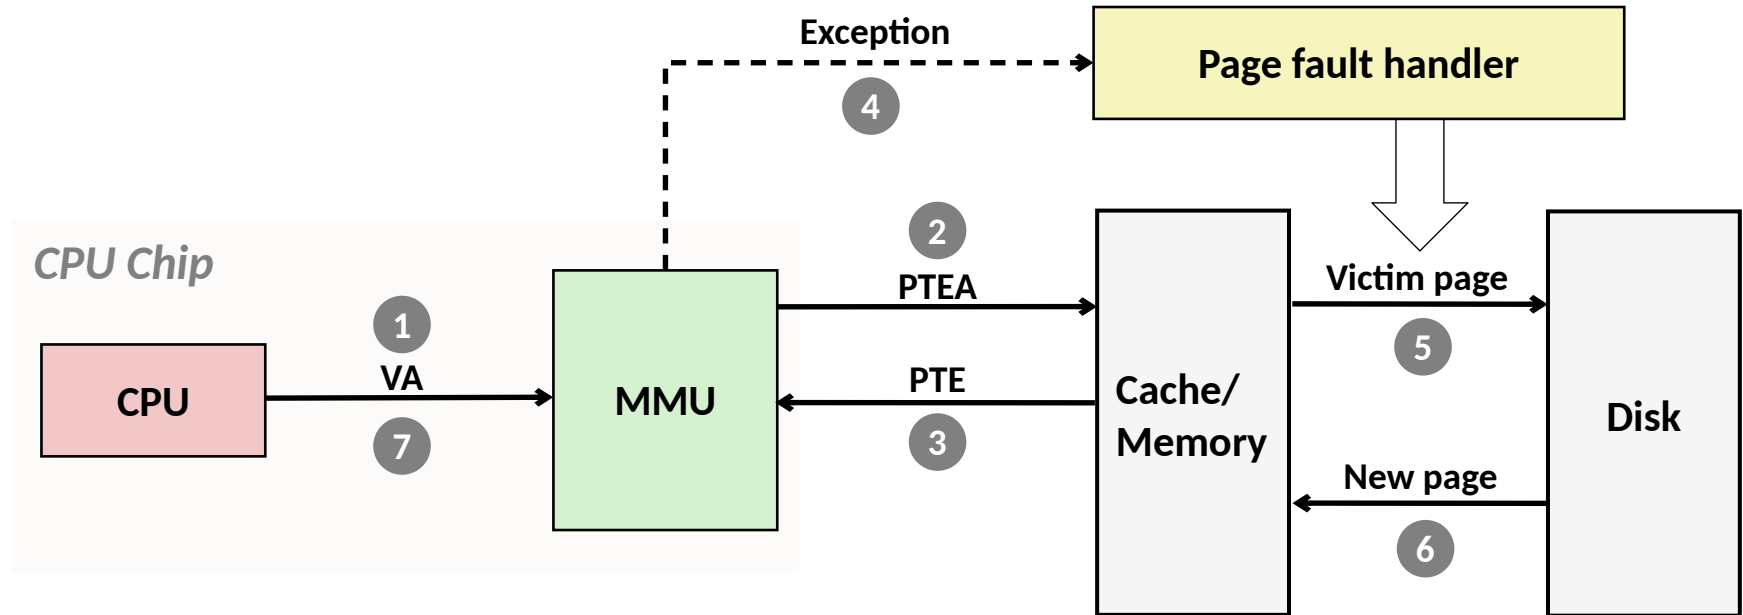 Exception
Page fault handler
4
2
CPU Chip
PTEA
Victim page
1
5
VA
PTE
Cache/
CPU
MMU
Memory
Disk
7
3
New page
6